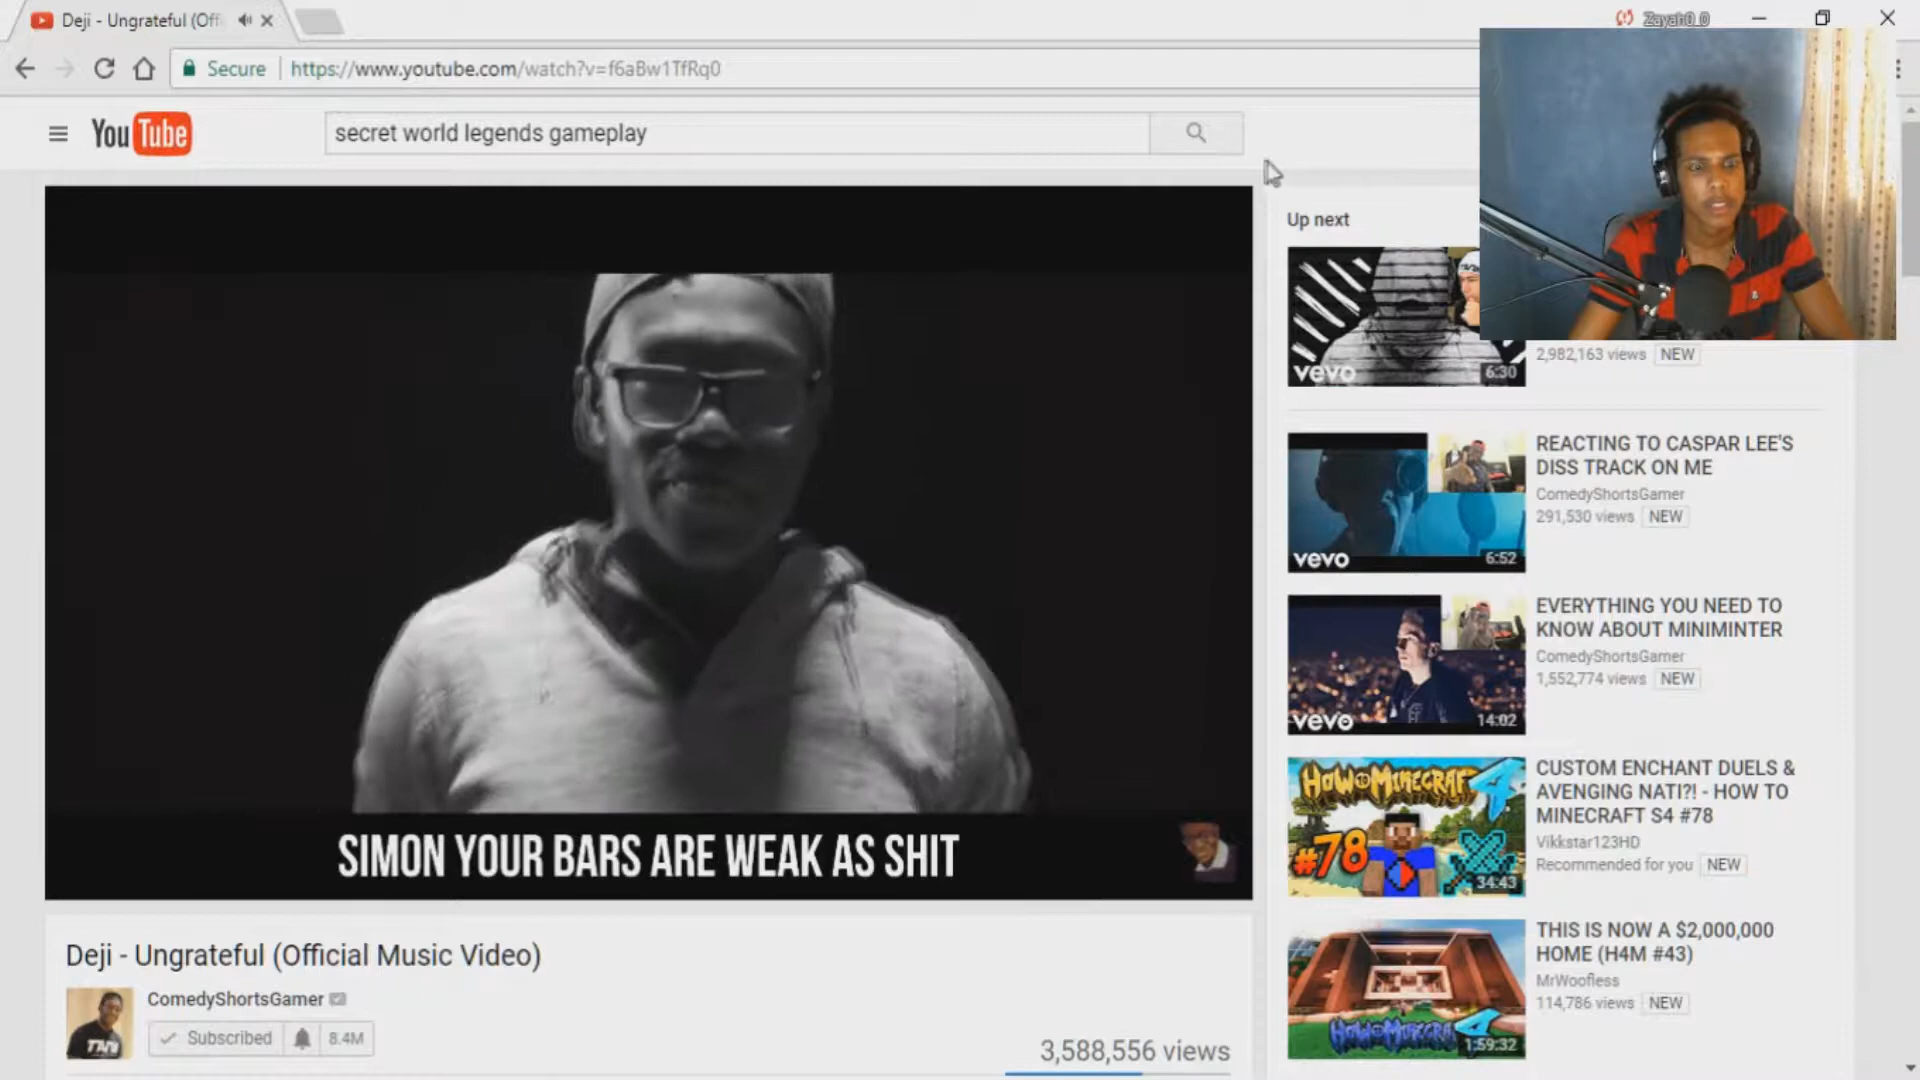 Deji - Ungrateful (Off
Zayah0_0
Secure
https://www.youtube.com/watch?v=f6aBw1TfRq0
YouTube
secret world legends gameplay
Up next
vevo
6:30
2,982,163 views NEW
vevo
6:52
REACTING TO CASPAR LEE'S
DISS TRACK ON ME
ComedyShortsGamer
291,530 views NEW
vevo
14:02
EVERYTHING YOU NEED TO
KNOW ABOUT MINIMINTER
ComedyShortsGamer
1,552,774 views NEW
HOW TO MINECRAFT 4
#78
34:43
CUSTOM ENCHANT DUELS &
AVENGING NATI?! - HOW TO
MINECRAFT S4 #78
Vikkstar123HD
Recommended for you NEW
HOW TO MINECRAFT 4
1:59:32
THIS IS NOW A $2,000,000
HOME (H4M #43)
MrWoofless
114,786 views NEW
SIMON YOUR BARS ARE WEAK AS SHIT
Deji - Ungrateful (Official Music Video)
ComedyShortsGamer
Subscribed 8.4M
3,588,556 views